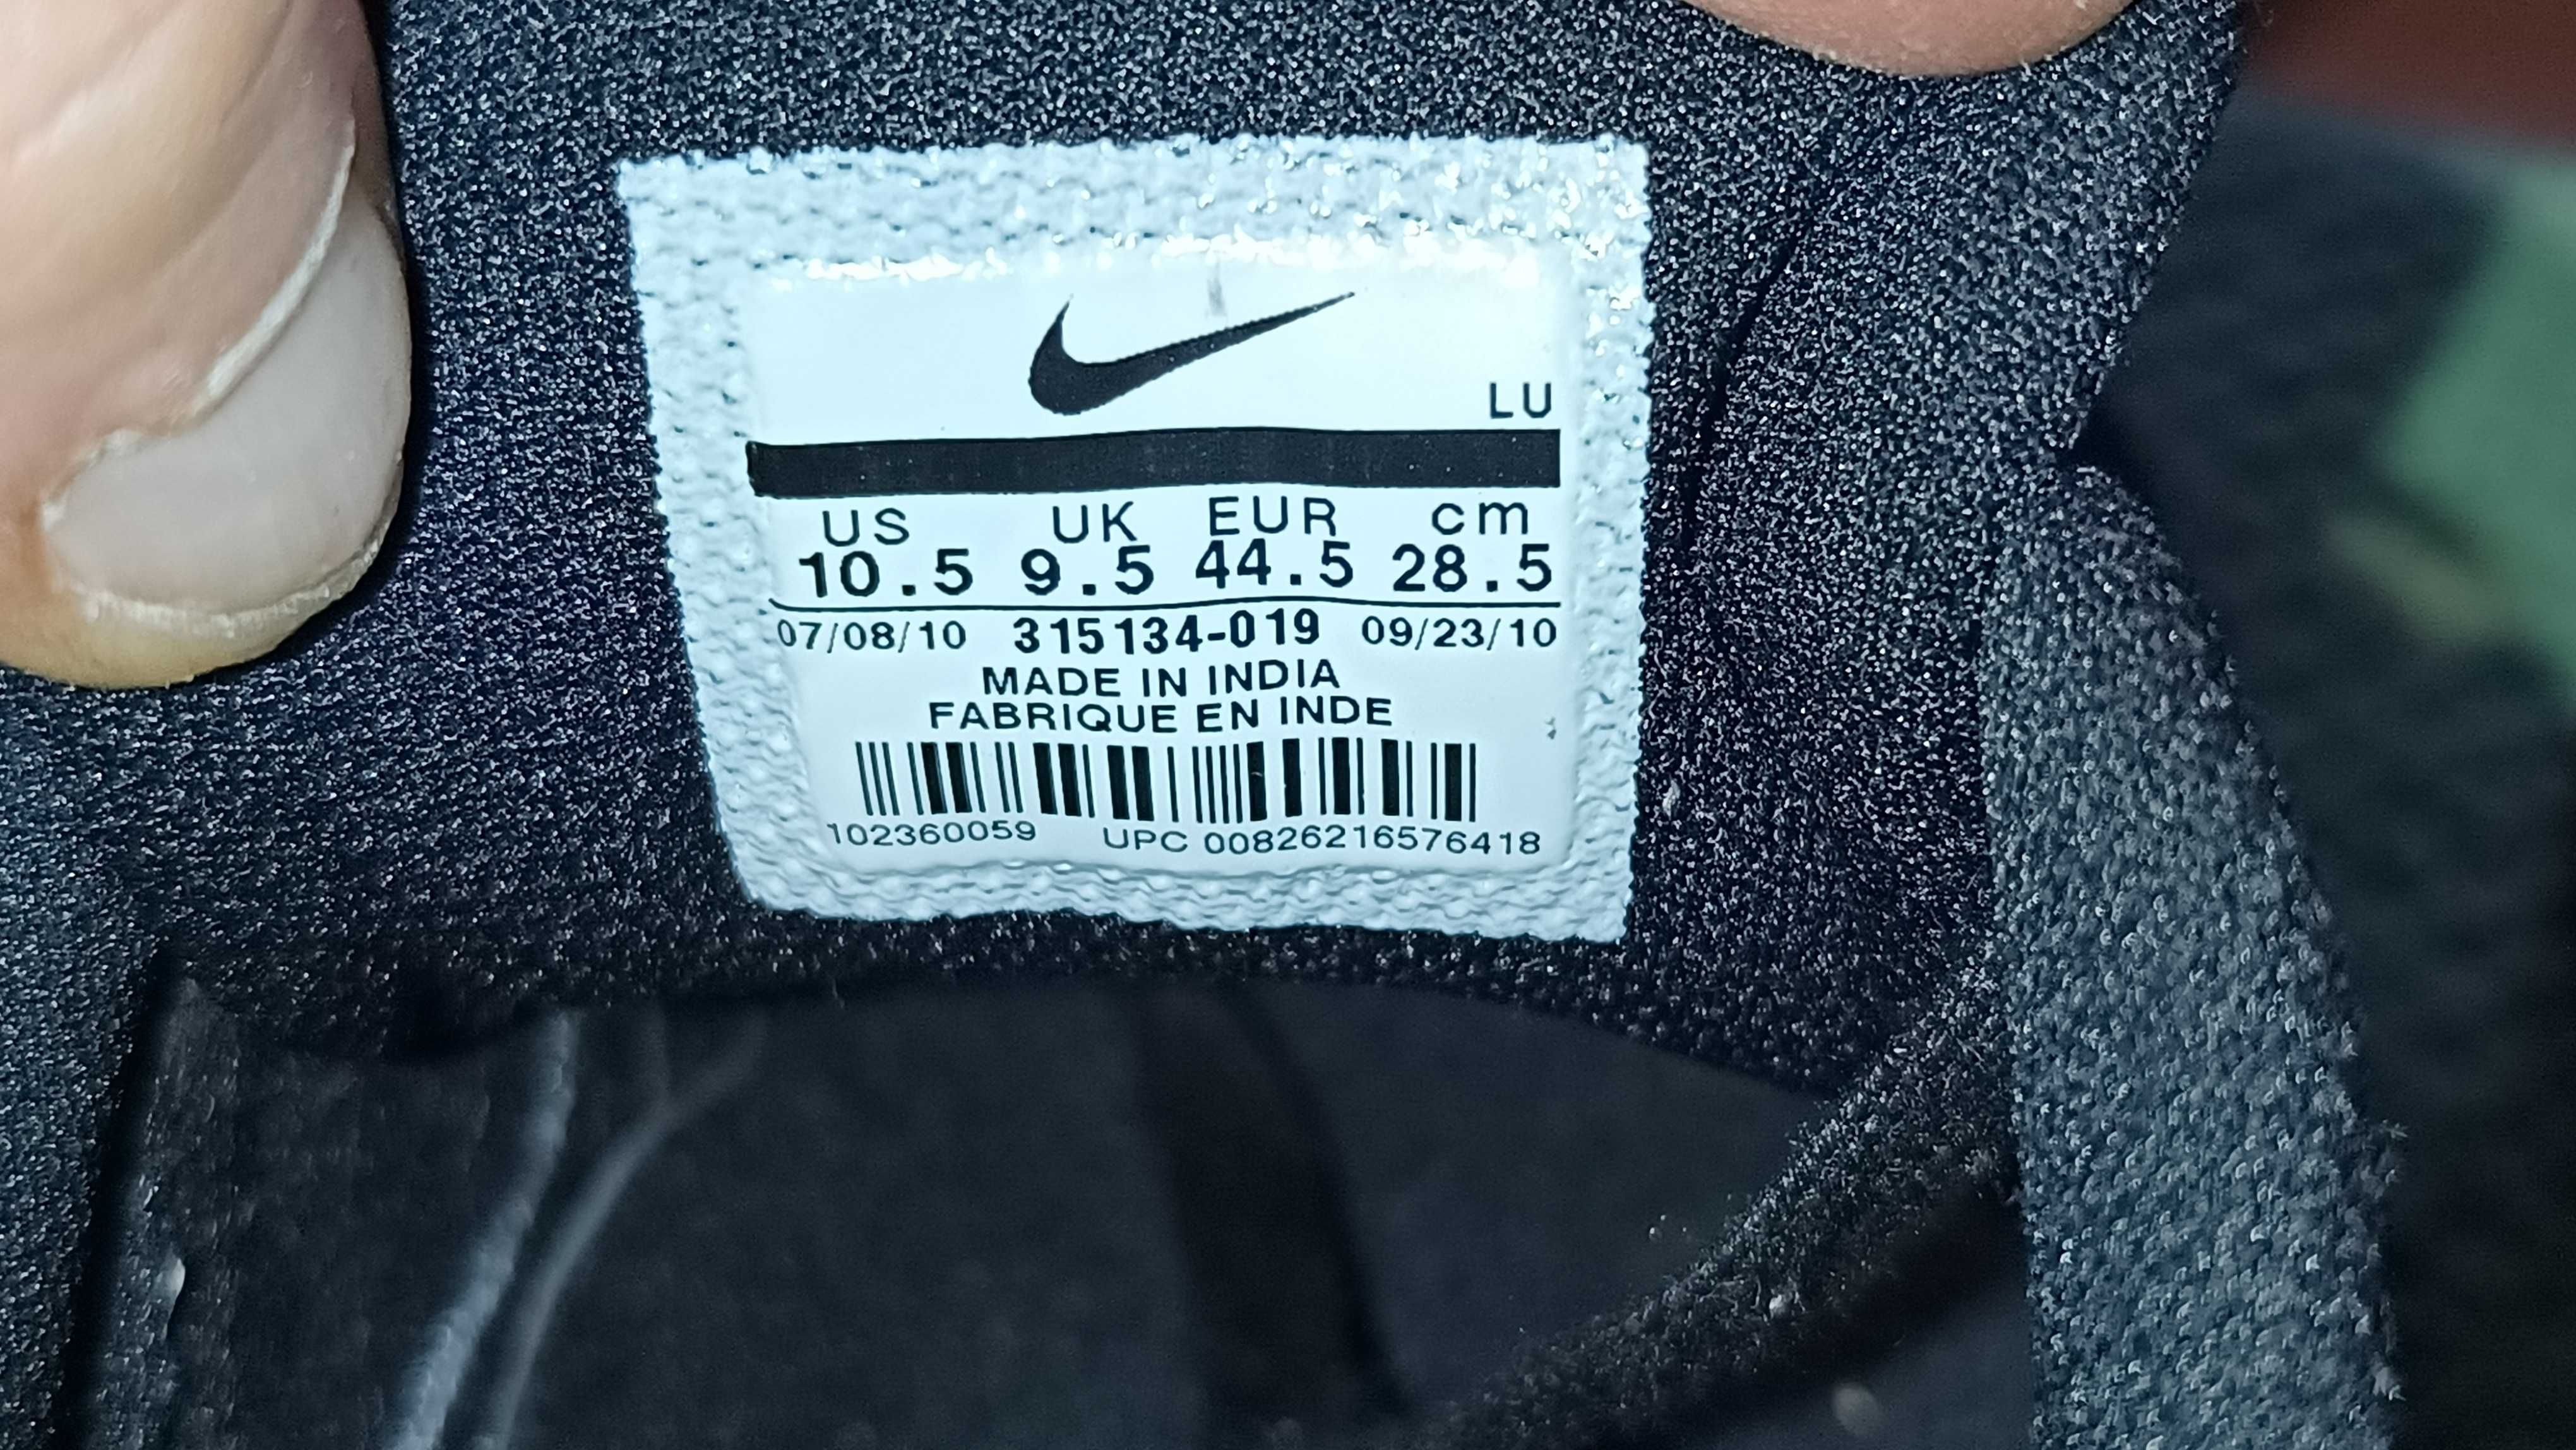 LU
US UK EUR cm
10.5 9.5 44.5 28.5
07/08/10 315134-019 09/23/10
MADE IN INDIA
FABRIQUE EN INDE
102360059 UPC 00826216576418